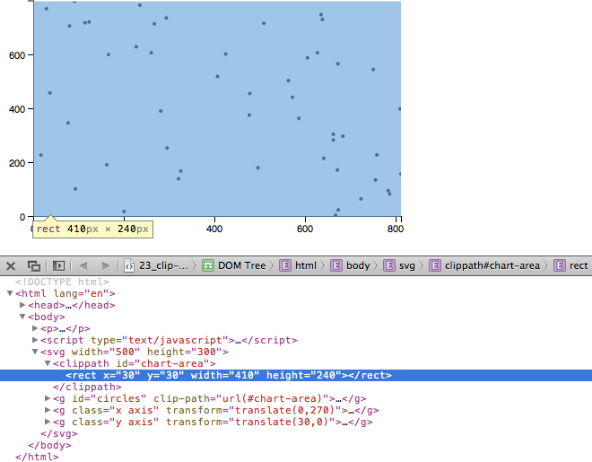 600
400
200
0
400
600
800
rect 410px × 240px
23_clip-… DOM Tree html body svg clippath#chart-area rect
<!DOCTYPE html>
<html lang="en">
<head>…</head>
<body>
<p>…</p>
<script type="text/javascript">…</script>
<svg width="500" height="300">
<clippath id="chart-area">
<rect x="30" y="30" width="410" height="240"></rect>
</clippath>
<g id="circles" clip-path="url(#chart-area)">…</g>
<g class="x axis" transform="translate(0,270)">…</g>
<g class="y axis" transform="translate(30,0)">…</g>
</svg>
</body>
</html>